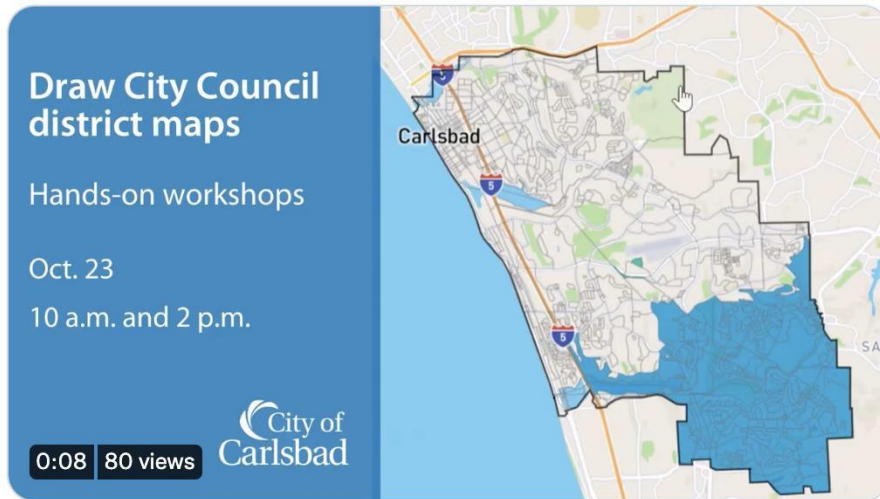 Draw City Council
district maps
Hands-on workshops
Oct. 23
10 a.m. and 2 p.m.
City of
Carlsbad
0:08 80 views
5
Carlsbad
5
5
SA